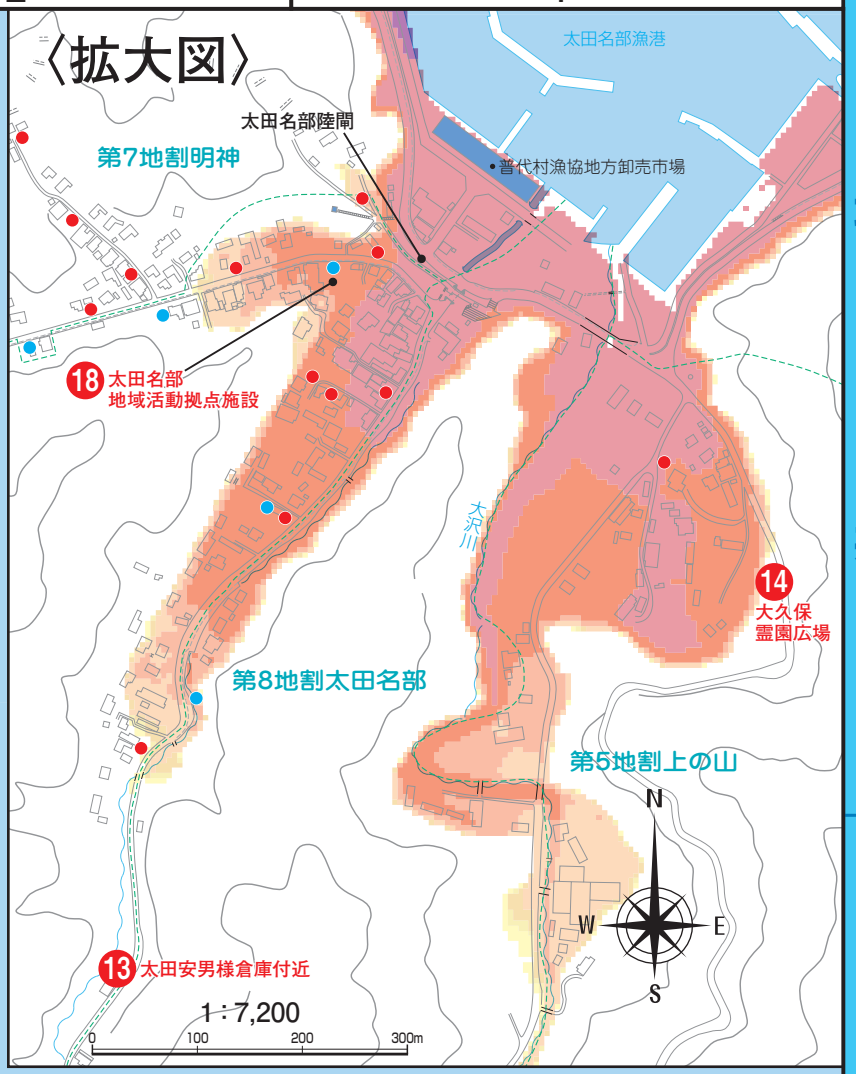 〈拡大図〉
太田名部漁港
太田名部陸閘
第7地割明神
普代村漁協地方卸売市場
18 太田名部
地域活動拠点施設
大沢川
14
大久保
霊園広場
第8地割太田名部
第5地割上の山
N
W E
S
13 太田安男様倉庫付近
1:7,200
0 100 200 300m